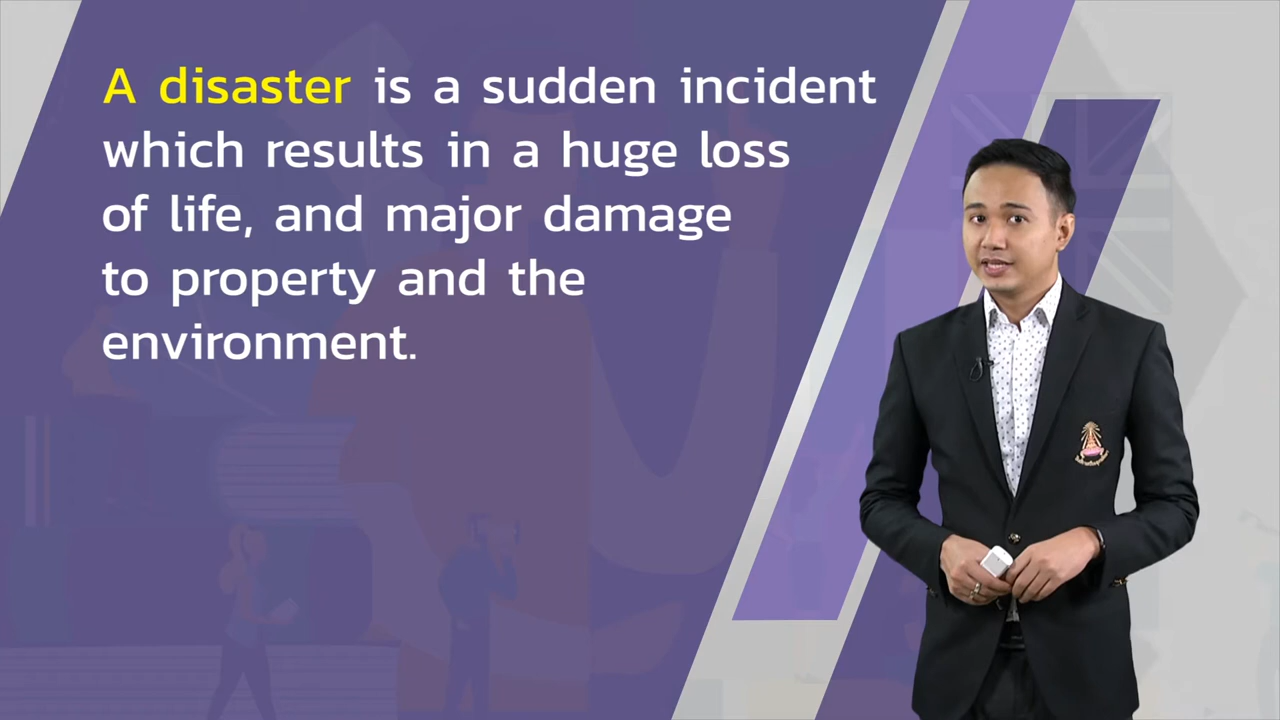 A disaster is a sudden incident
which results in a huge loss
of life, and major damage
to property and the
environment.